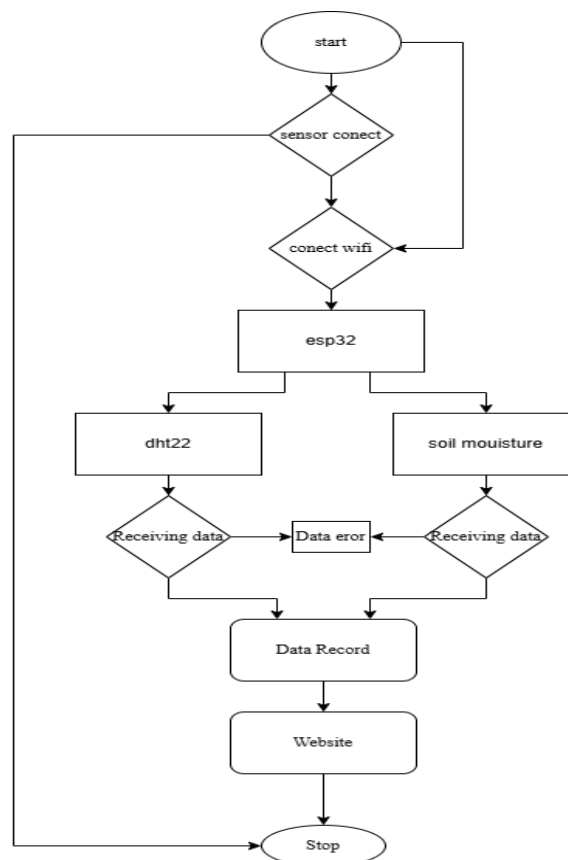 start
sensor conect
conect wifi
esp32
dht22
soil mouisture
Receiving data
Data eror
Receiving data
Data Record
Website
Stop